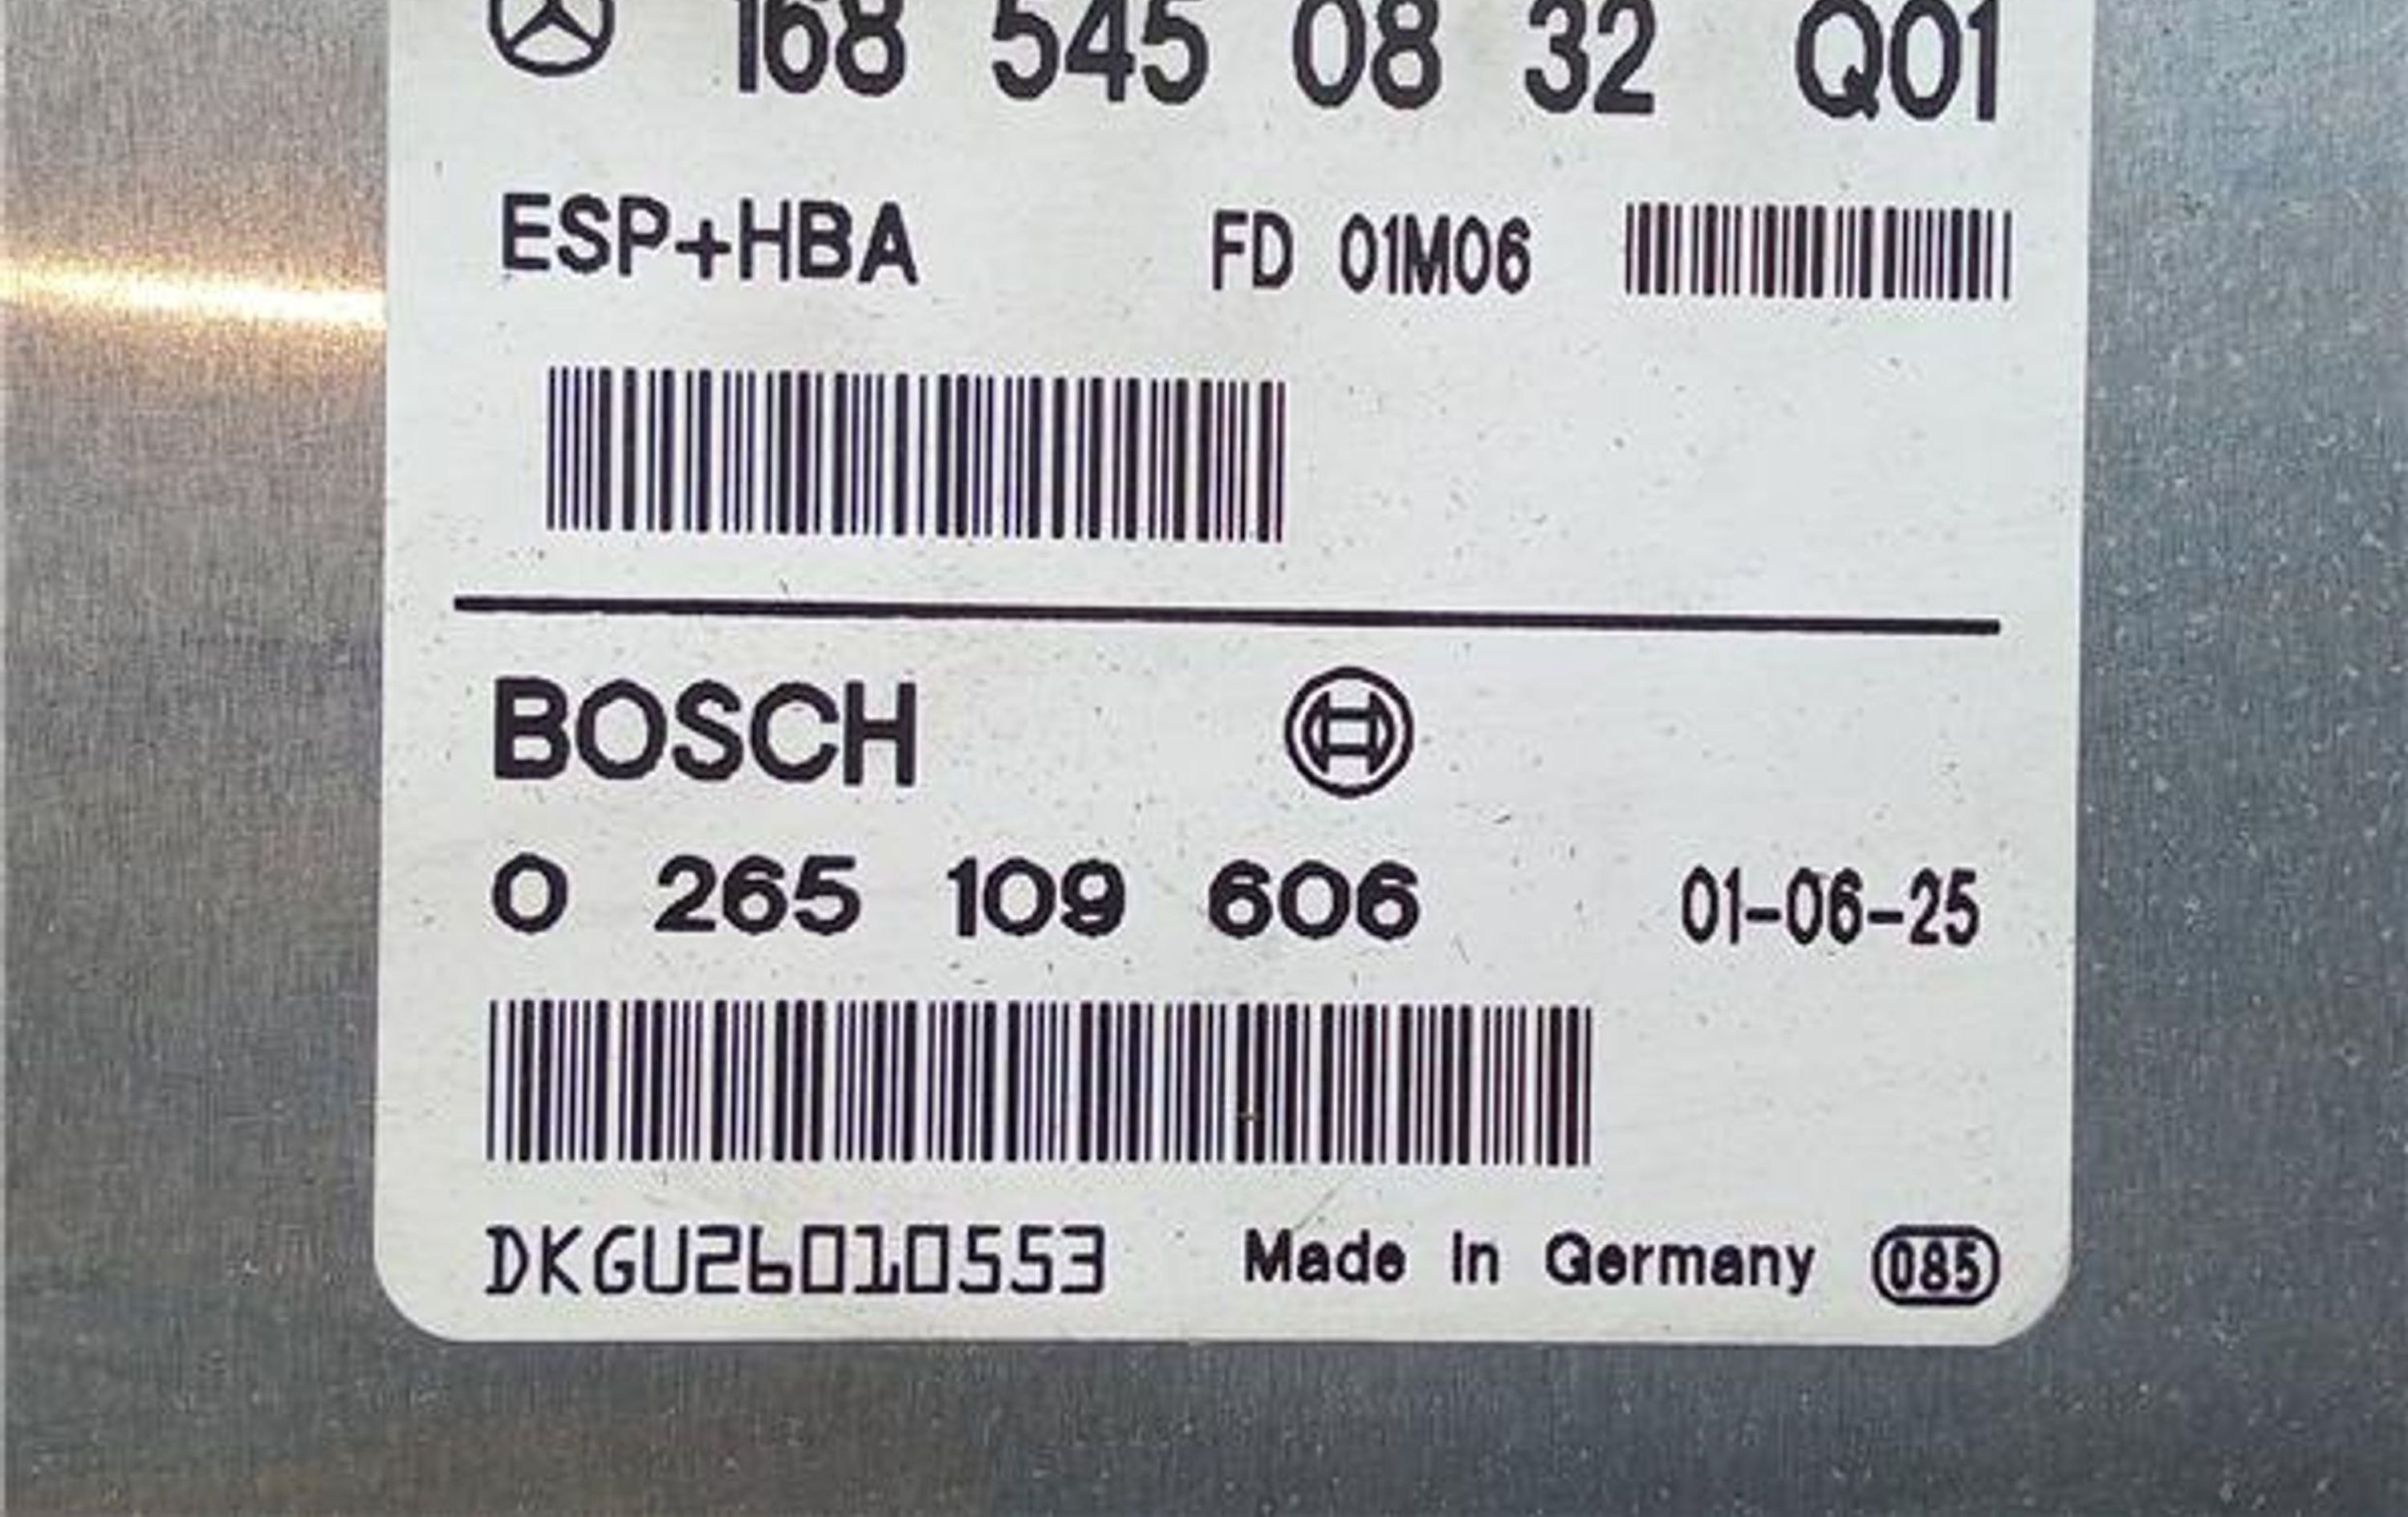 168 545 08 32 Q01
ESP+HBA FD 01M06
BOSCH
0 265 109 606 01-06-25
DKGU26010553 Made In Germany 085